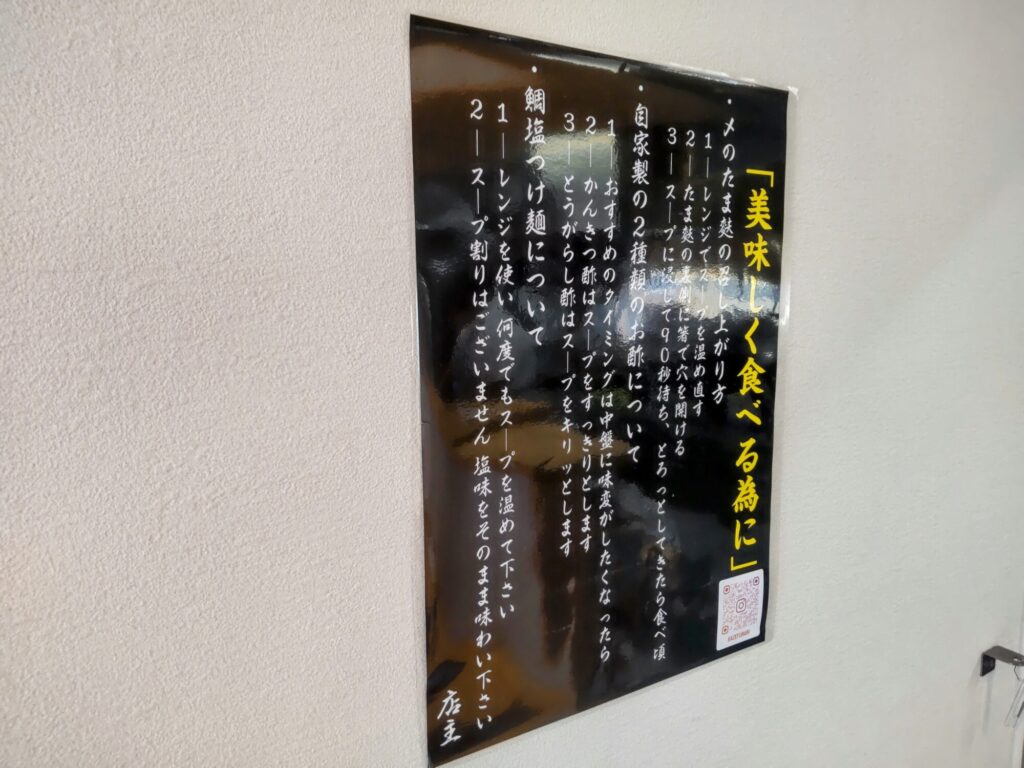 「美味しく食べる為に」
・〆のたま麩の召し上がり方
1―レンジでスープを温め直す
2―たま麩の裏側に箸で穴を開ける
3―スープに浸して90秒待ち、とろっとしてきたら食べ頃
・自家製の2種類のお酢について
1―おすすめのタイミングは中盤に味変がしたくなったら
2―かんきつ酢はスープをすっきりとします
3―とうがらし酢はスープをキリッとします
・鯛塩つけ麺について
1―レンジを使い何度でもスープを温めて下さい
2―スープ割りはございません 塩味をそのまま味わい下さい
店主